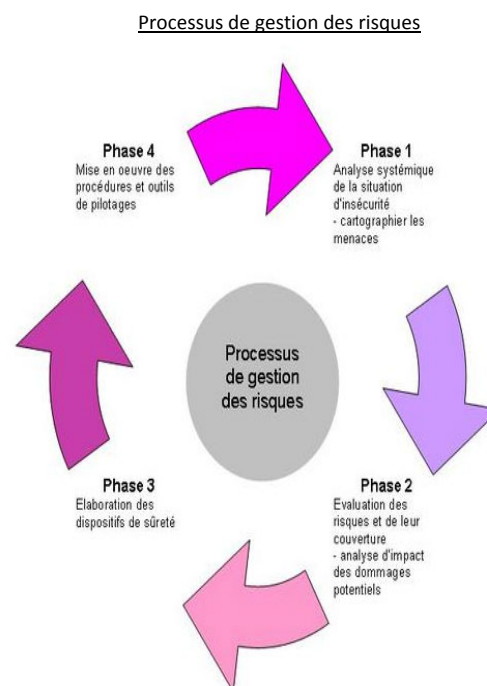 Processus de gestion des risques
Phase 4
Mise en oeuvre des
procédures et outils
de pilotages
Phase 1
Analyse systémique
de la situation
d'insécurité
- cartographier les
menaces
Processus
de gestion
des risques
Phase 3
Elaboration des
dispositifs de sûreté
Phase 2
Evaluation des
risques et de leur
couverture
- analyse d'impact
des dommages
potentiels